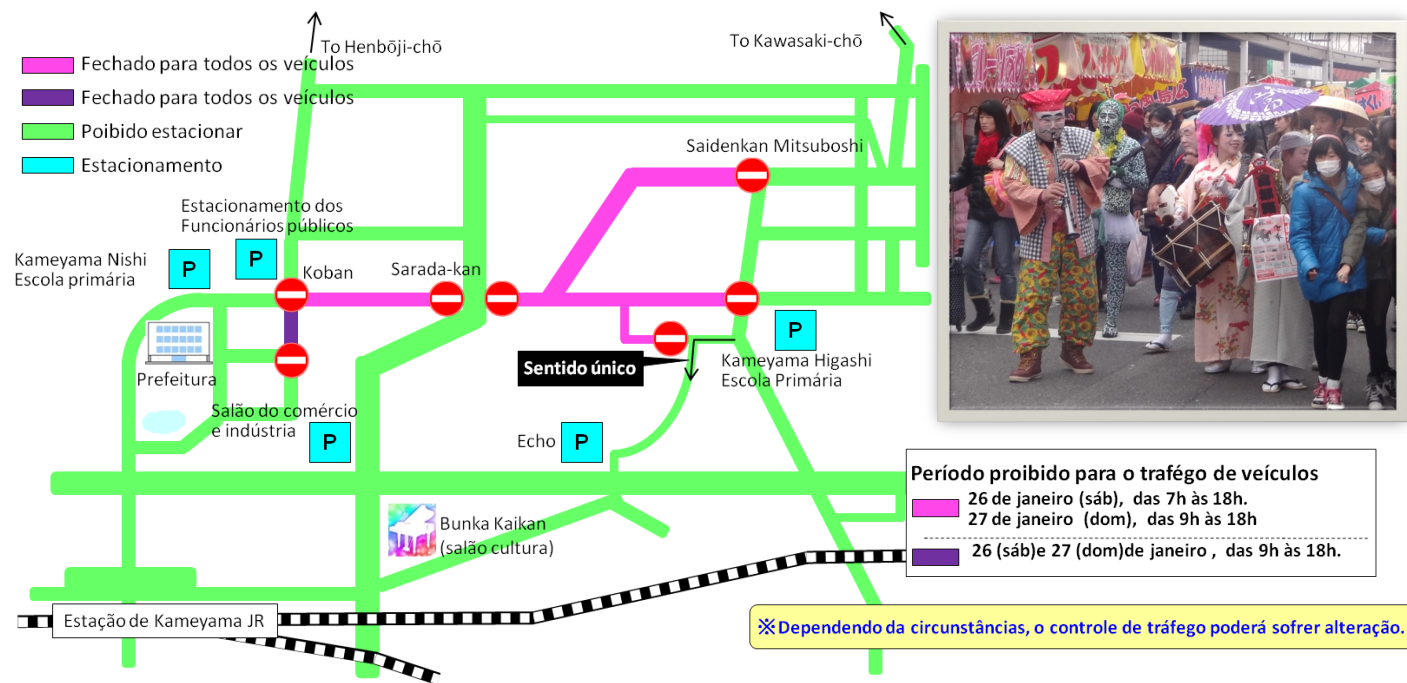 To Henbōji-chō
To Kawasaki-chō
Fechado para todos os veículos
Fechado para todos os veículos
Poibido estacionar
Estacionamento
Saidenkan Mitsuboshi
Estacionamento dos
Funcionários públicos
P
P
Kameyama Nishi
Escola primária
Koban
Sarada-kan
P
Sentido único
Kameyama Higashi
Escola Primária
Prefeitura
Salão do comércio
e indústria
P
Echo
P
Bunka Kaikan
(salão cultura)
Estação de Kameyama JR
Período proibido para o trafégo de veículos
26 de janeiro (sáb), das 7h às 18h.
27 de janeiro (dom), das 9h às 18h
26 (sáb)e 27 (dom)de janeiro , das 9h às 18h.
※Dependendo da circunstâncias, o controle de tráfego poderá sofrer alteração.